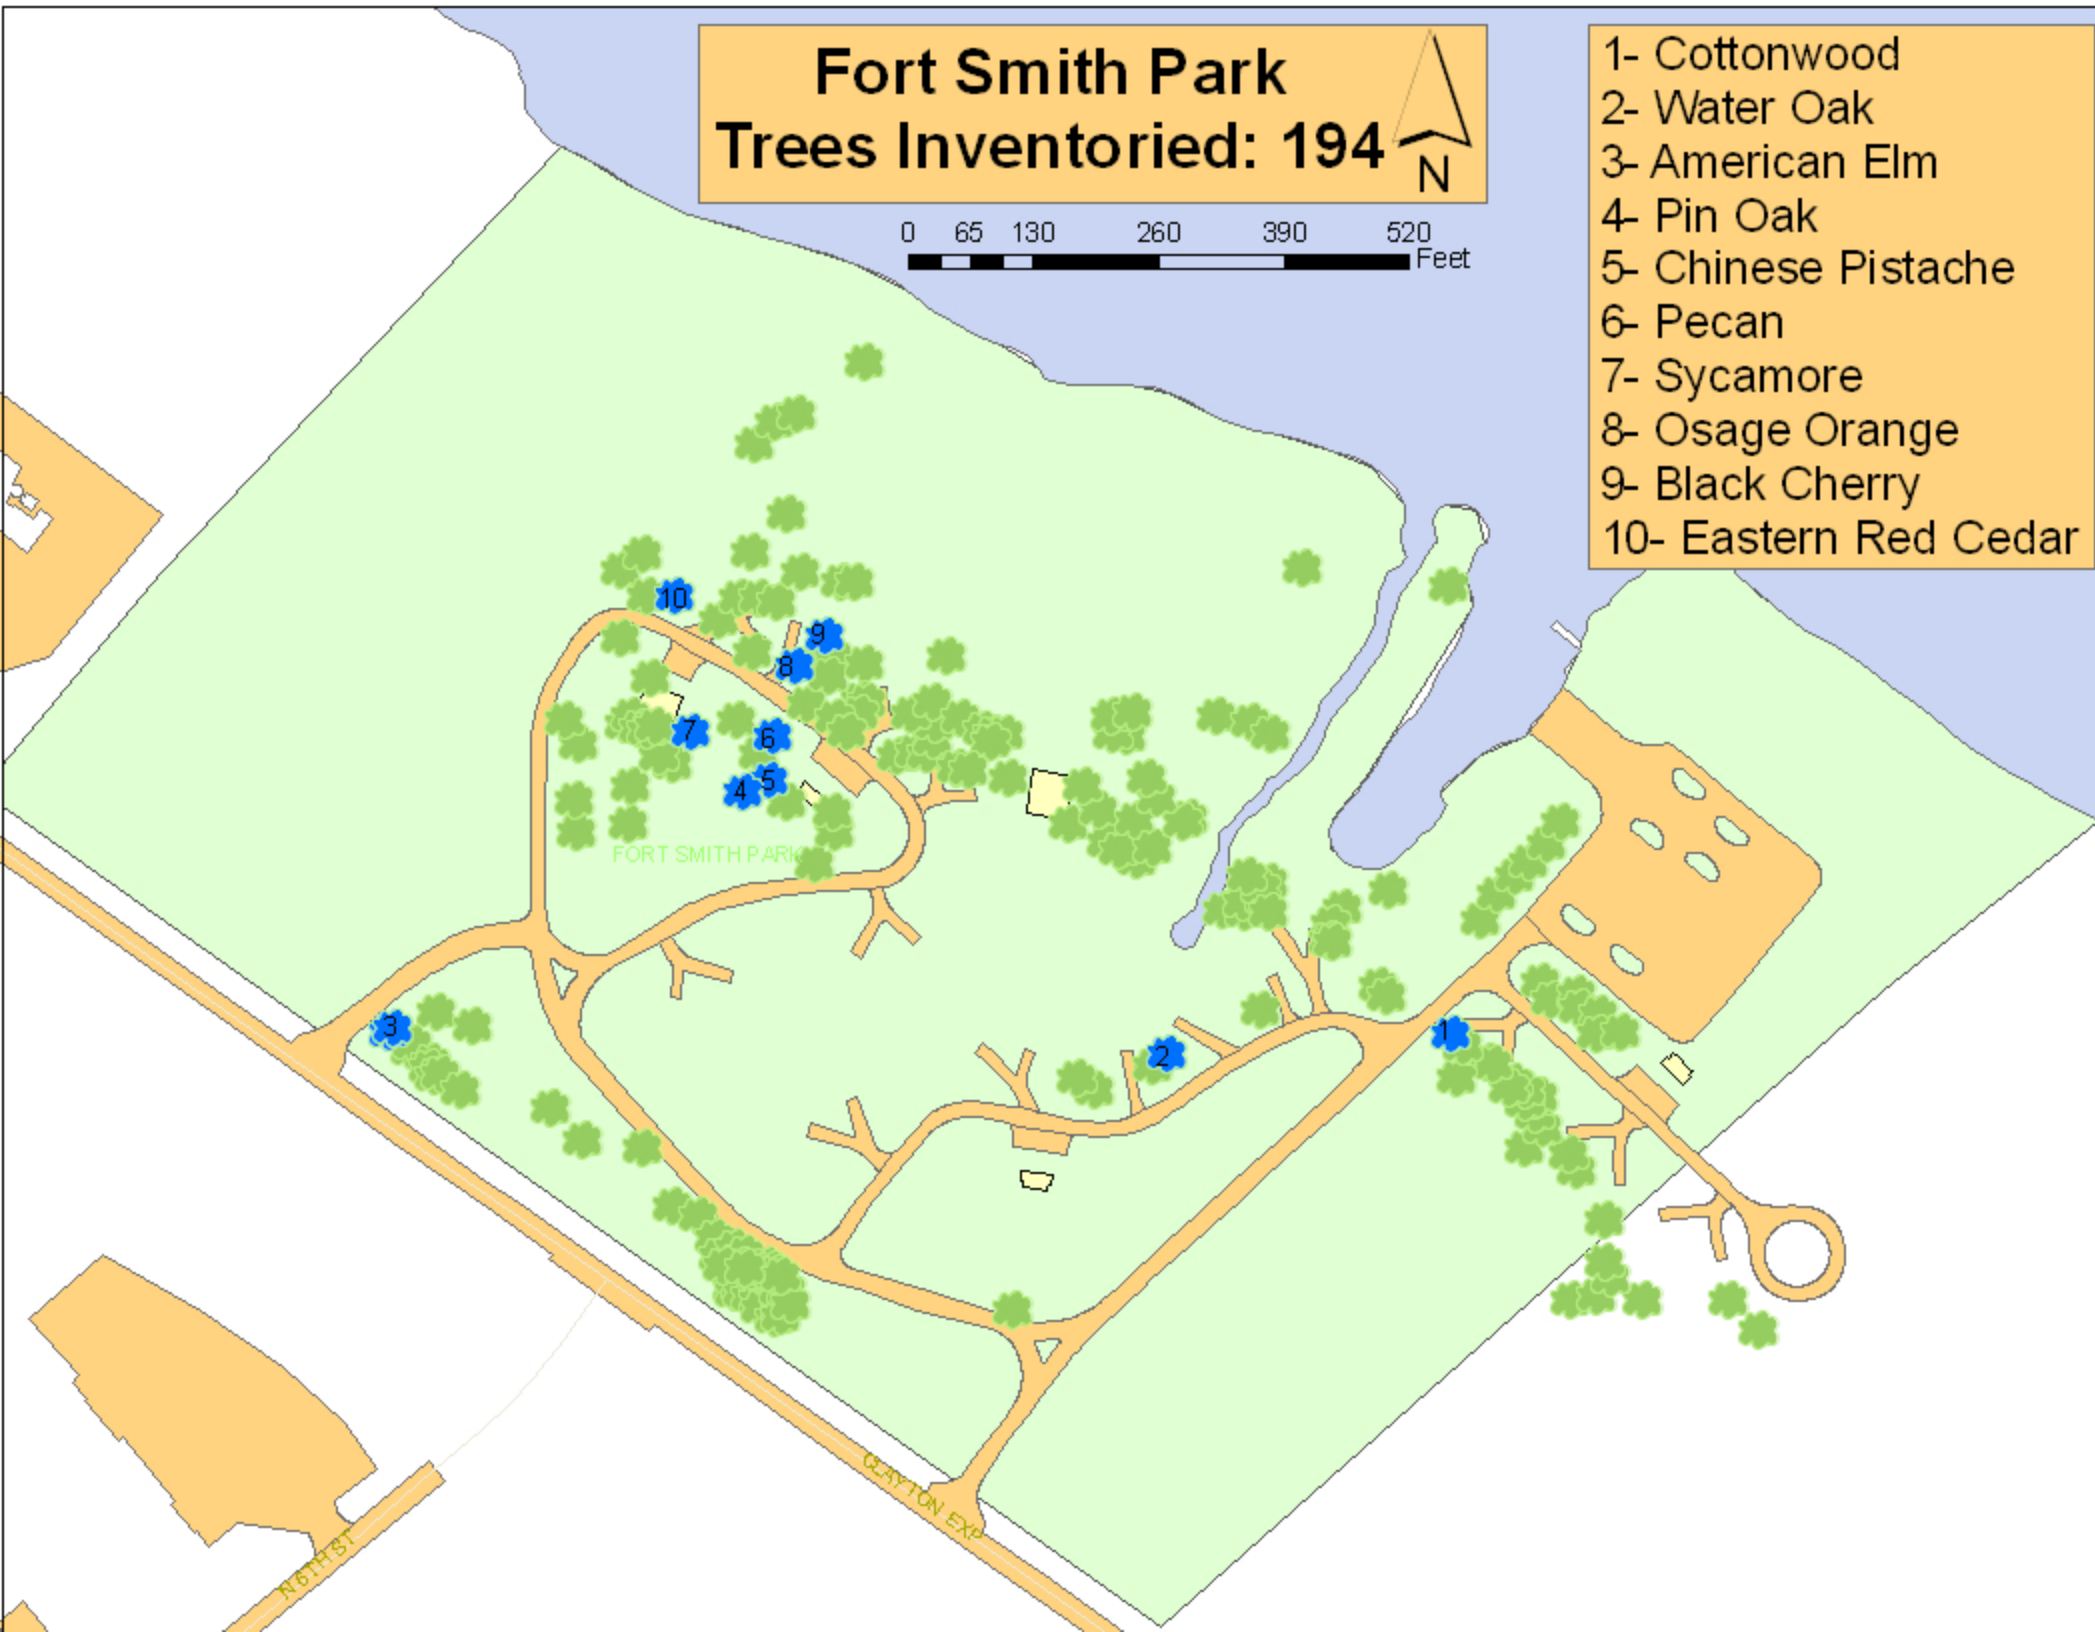 Fort Smith Park
Trees Inventoried: 194
N
0 65 130 260 390 520
Feet
1- Cottonwood
2- Water Oak
3- American Elm
4- Pin Oak
5- Chinese Pistache
6- Pecan
7- Sycamore
8- Osage Orange
9- Black Cherry
10- Eastern Red Cedar
10
9
8
7
6
5
4
FORT SMITH PARK
3
1
2
CLAYTON EXP
N 6TH ST